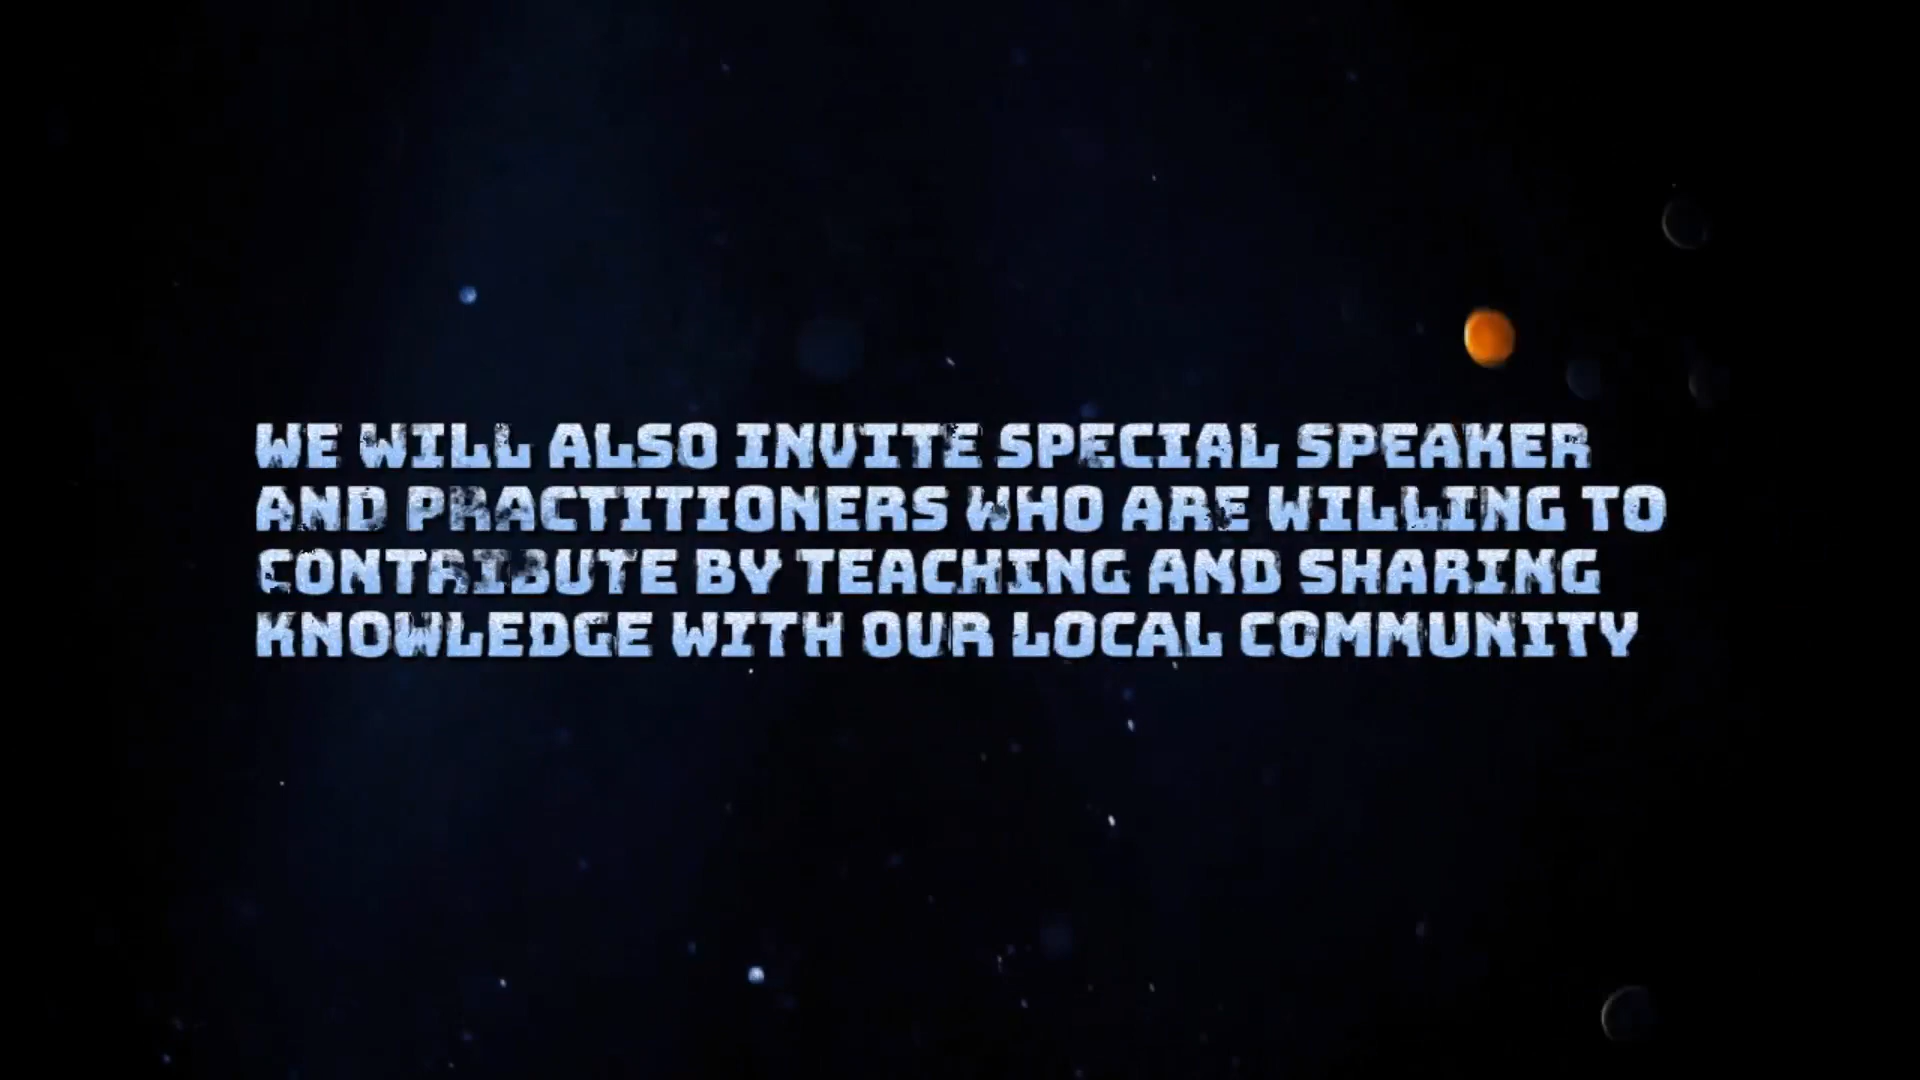 WE WILL ALSO INVITE SPECIAL SPEAKER
AND PRACTITIONERS WHO ARE WILLING TO
CONTRIBUTE BY TEACHING AND SHARING
KNOWLEDGE WITH OUR LOCAL COMMUNITY